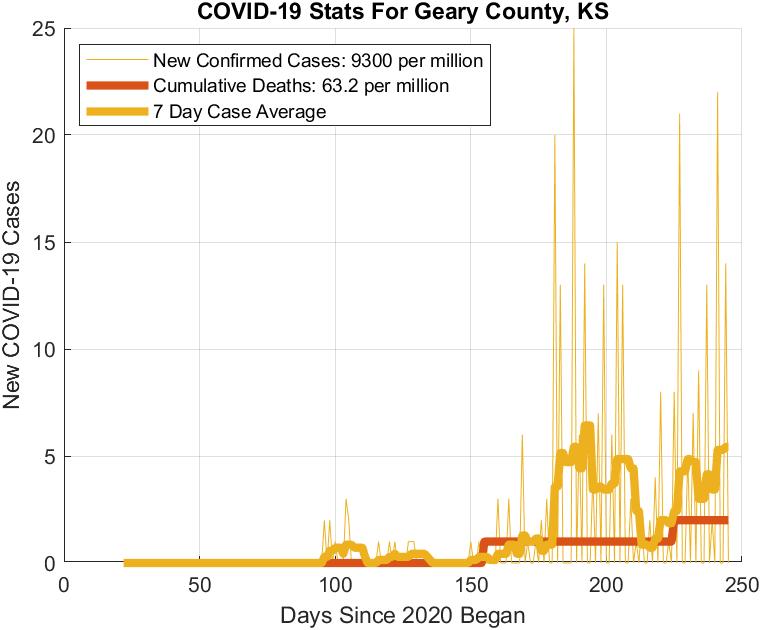 COVID-19 Stats For Geary County, KS
New Confirmed Cases: 9300 per million
Cumulative Deaths: 63.2 per million
7 Day Case Average
New COVID-19 Cases
25
20
15
10
5
0
0 50 100 150 200 250
Days Since 2020 Began